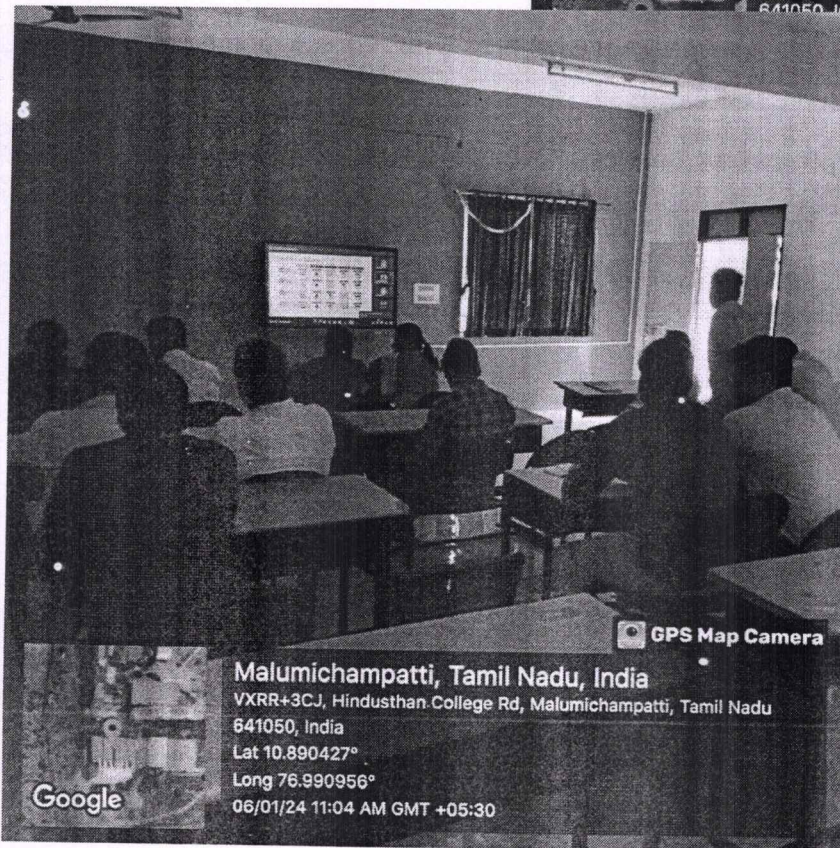 641050, I
GPS Map Camera
Malumichampatti, Tamil Nadu, India
VXRR+3CJ, Hindusthan College Rd, Malumichampatti, Tamil Nadu
641050, India
Lat 10.890427°
Long 76.990956°
06/01/24 11:04 AM GMT +05:30
Google